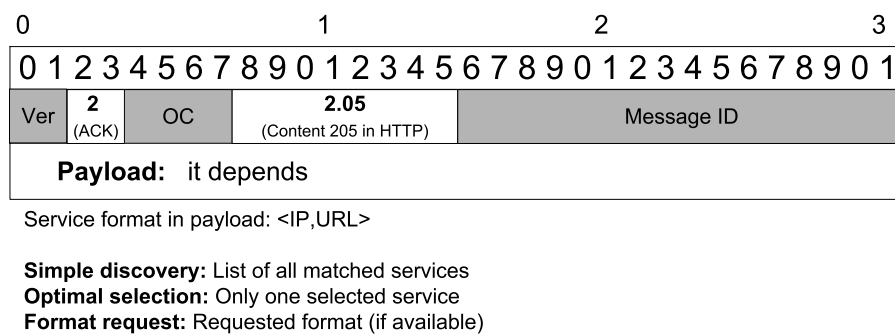 0 1 2 3
0 1 2 3 4 5 6 7 8 9 0 1 2 3 4 5 6 7 8 9 0 1 2 3 4 5 6 7 8 9 0 1
Ver 2 (ACK) OC 2.05 (Content 205 in HTTP) Message ID
Payload: it depends
Service format in payload: <IP,URL>
Simple discovery: List of all matched services
Optimal selection: Only one selected service
Format request: Requested format (if available)